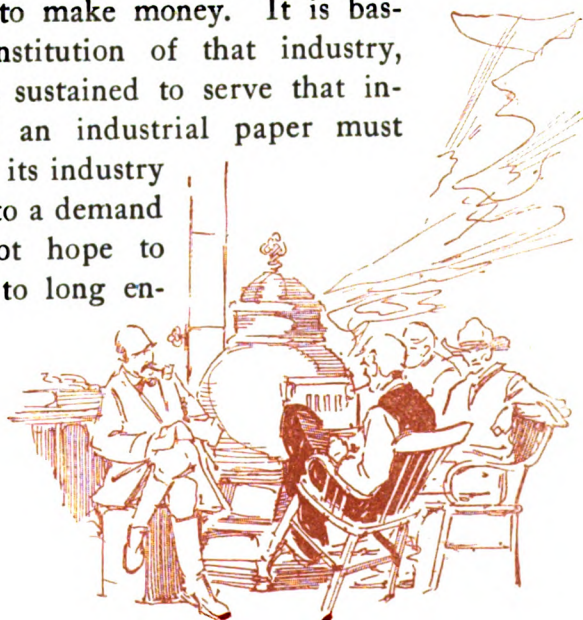 to make money. It is bas-
nstitution of that industry,
sustained to serve that in-
an industrial paper must
its industry
to a demand
ot hope to
to long en-